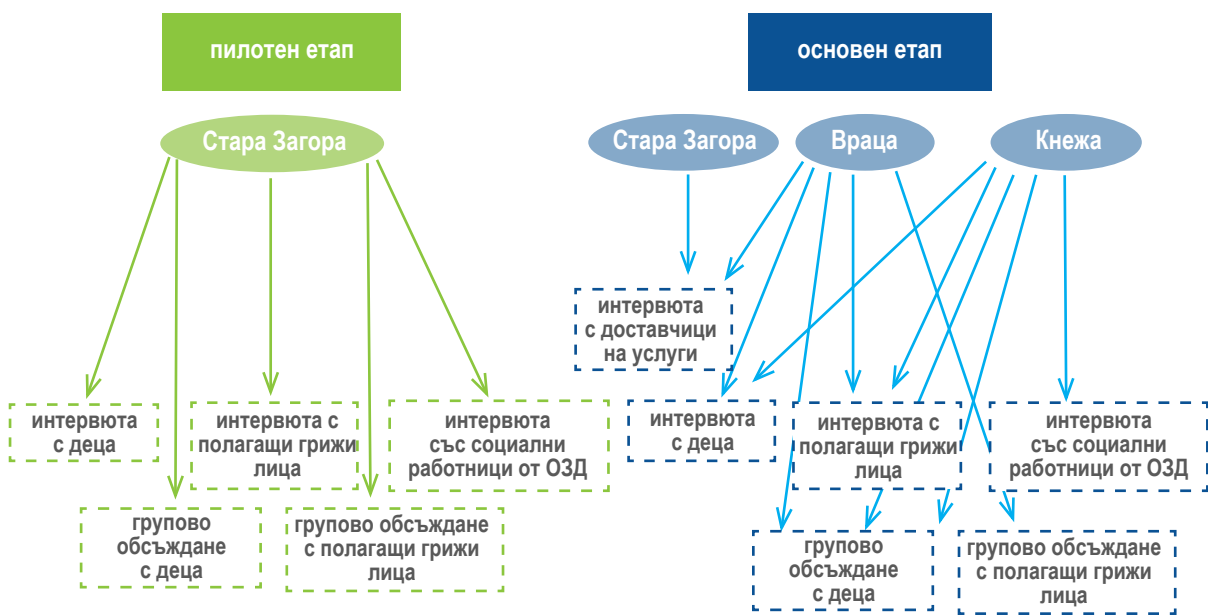 пилотен етап
Стара Загора
интервюта
с деца
интервюта с
полагащи грижи
лица
интервюта
със социални
работници от ОЗД
групово
обсъждане
с деца
групово обсъждане
с полагащи грижи
лица
основен етап
Стара Загора
Враца
Кнежа
интервюта
с доставчици
на услуги
интервюта
с деца
интервюта с
полагащи грижи
лица
интервюта
със социални
работници от ОЗД
групово
обсъждане
с деца
групово обсъждане
с полагащи грижи
лица